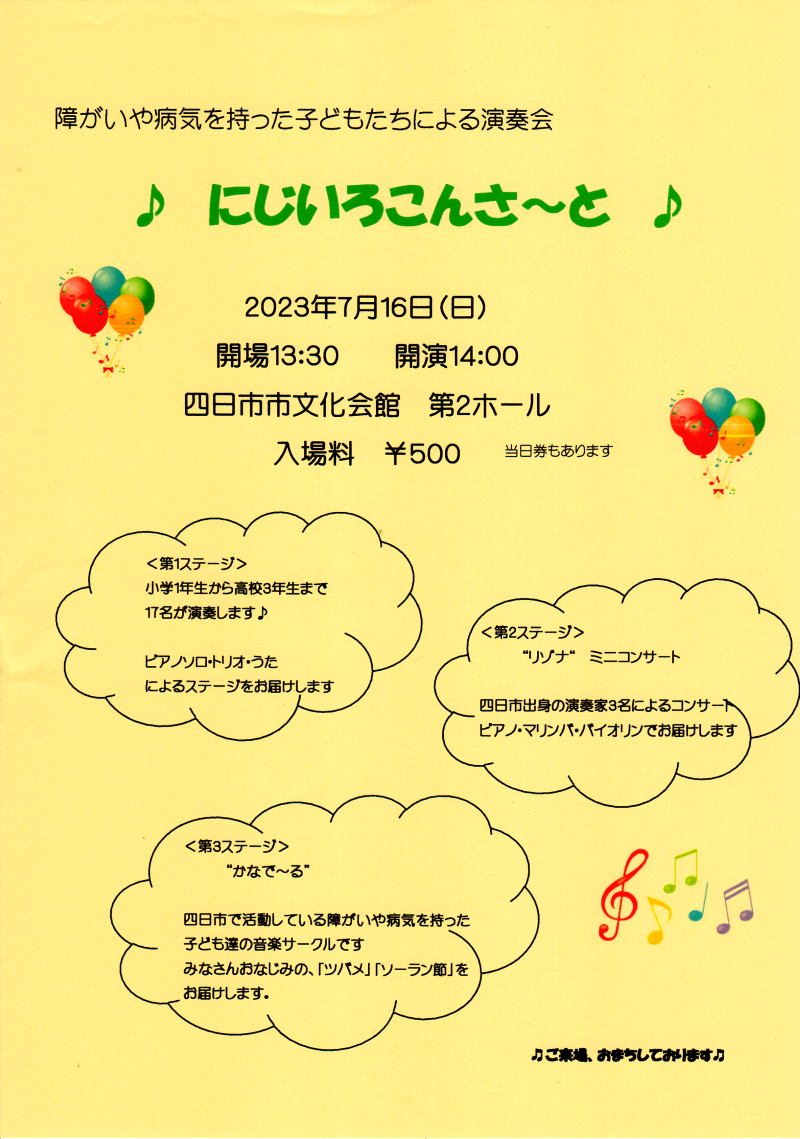 障がいや病気を持った子どもたちによる演奏会
♪ にじいろこんさ～と ♪
2023年7月16日(日)
開場13:30 開演14:00
四日市市文化会館 第2ホール
入場料 ￥500 当日券もあります
＜第1ステージ＞
小学1年生から高校3年生まで
17名が演奏します♪
ピアノソロ・トリオ・うた
によるステージをお届けします
＜第2ステージ＞
“リゾナ“ ミニコンサート
四日市出身の演奏家3名によるコンサート
ピアノ・マリンバ・バイオリンでお届けします
＜第3ステージ＞
“かなで～る”
四日市で活動している障がいや病気を持った
子ども達の音楽サークルです
みなさんおなじみの、「ツバメ」「ソーラン節」を
お届けします。
♫ご来場、おまちしております♫